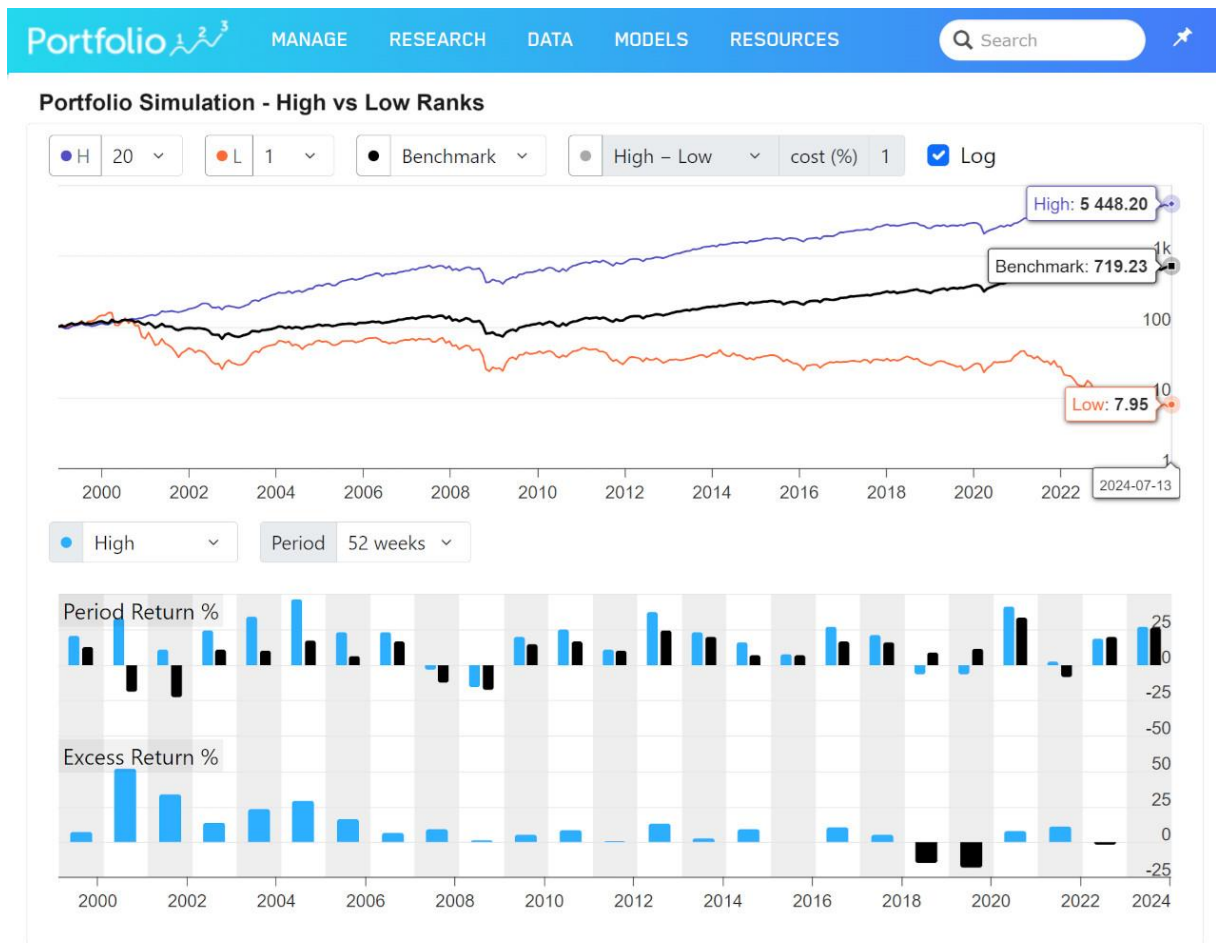 Portfolio 1 2 3 MANAGE RESEARCH DATA MODELS RESOURCES Search
Portfolio Simulation - High vs Low Ranks
H 20 L 1 Benchmark High – Low cost (%) 1 Log
High: 5 448.20
1k
Benchmark: 719.23
100
10
Low: 7.95
1
2000 2002 2004 2006 2008 2010 2012 2014 2016 2018 2020 2022 2024-07-13
High Period 52 weeks
Period Return %
25
0
-25
-50
Excess Return %
50
25
0
-25
2000 2002 2004 2006 2008 2010 2012 2014 2016 2018 2020 2022 2024